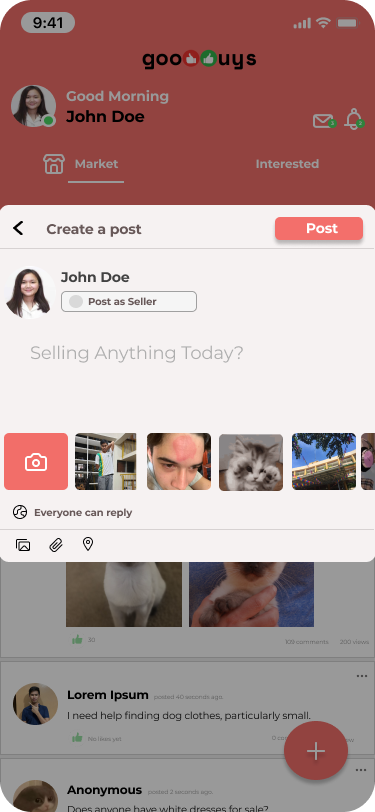 9:41
goo uys
Good Morning
John Doe
Market
Interested
Create a post
Post
John Doe
Post as Seller
Selling Anything Today?
Everyone can reply
30
109 comments
200 views
Lorem Ipsum posted 40 seconds ago.
I need help finding dog clothes, particularly small.
No likes yet
Anonymous posted 2 seconds ago.
Does anyone have white dresses for sale?